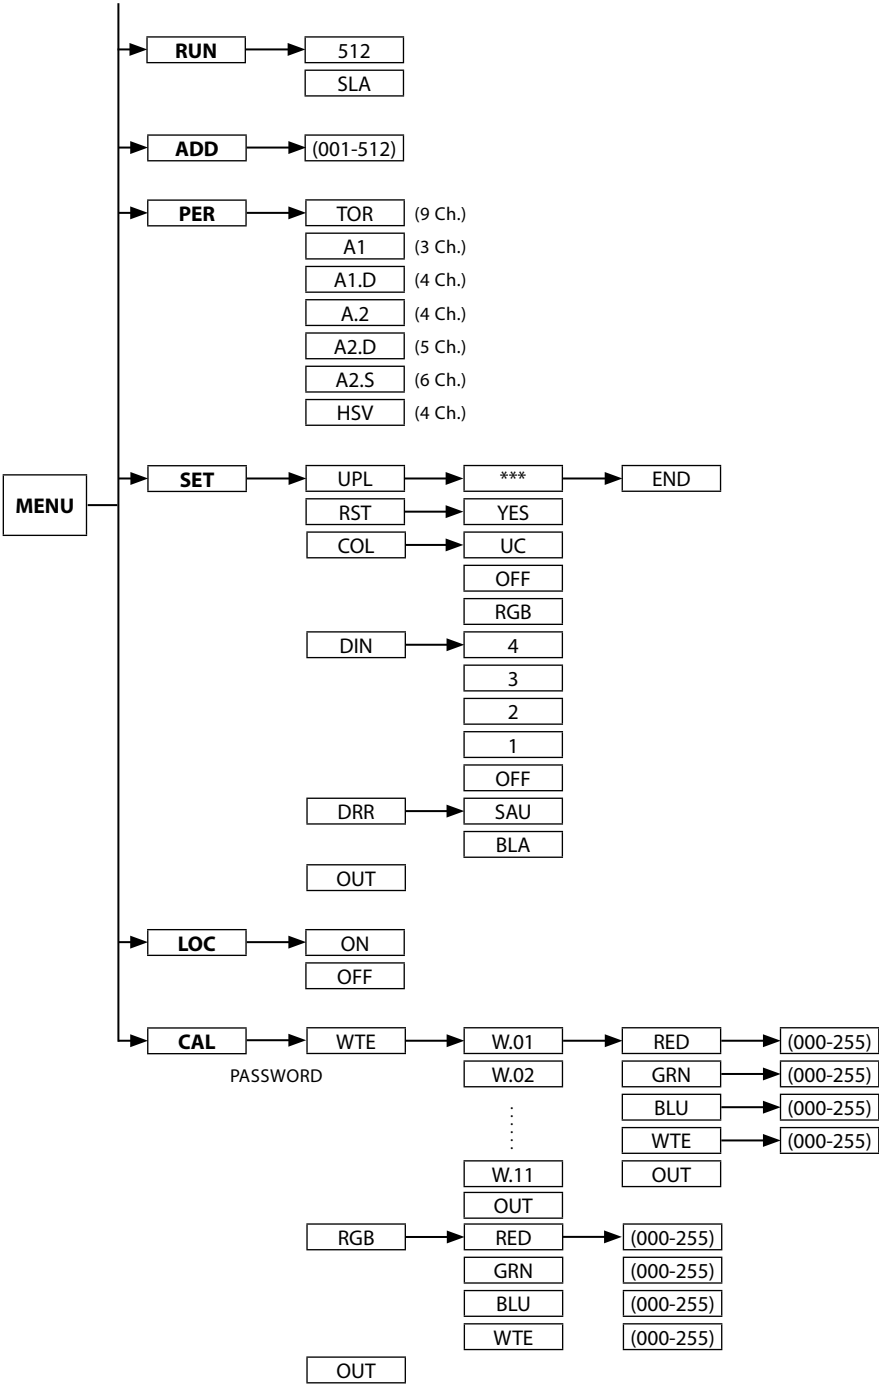 RUN 512
SLA
ADD (001-512)
PER TOR (9 Ch.)
A1 (3 Ch.)
A1.D (4 Ch.)
A.2 (4 Ch.)
A2.D (5 Ch.)
A2.S (6 Ch.)
HSV (4 Ch.)
SET UPL *** END
MENU
RST YES
COL UC
OFF
RGB
DIN 4
3
2
1
OFF
DRR SAU
BLA
OUT
LOC ON
OFF
CAL WTE W.01 RED (000-255)
PASSWORD W.02 GRN (000-255)
BLU (000-255)
WTE (000-255)
W.11 OUT
OUT
RGB RED (000-255)
GRN (000-255)
BLU (000-255)
WTE (000-255)
OUT